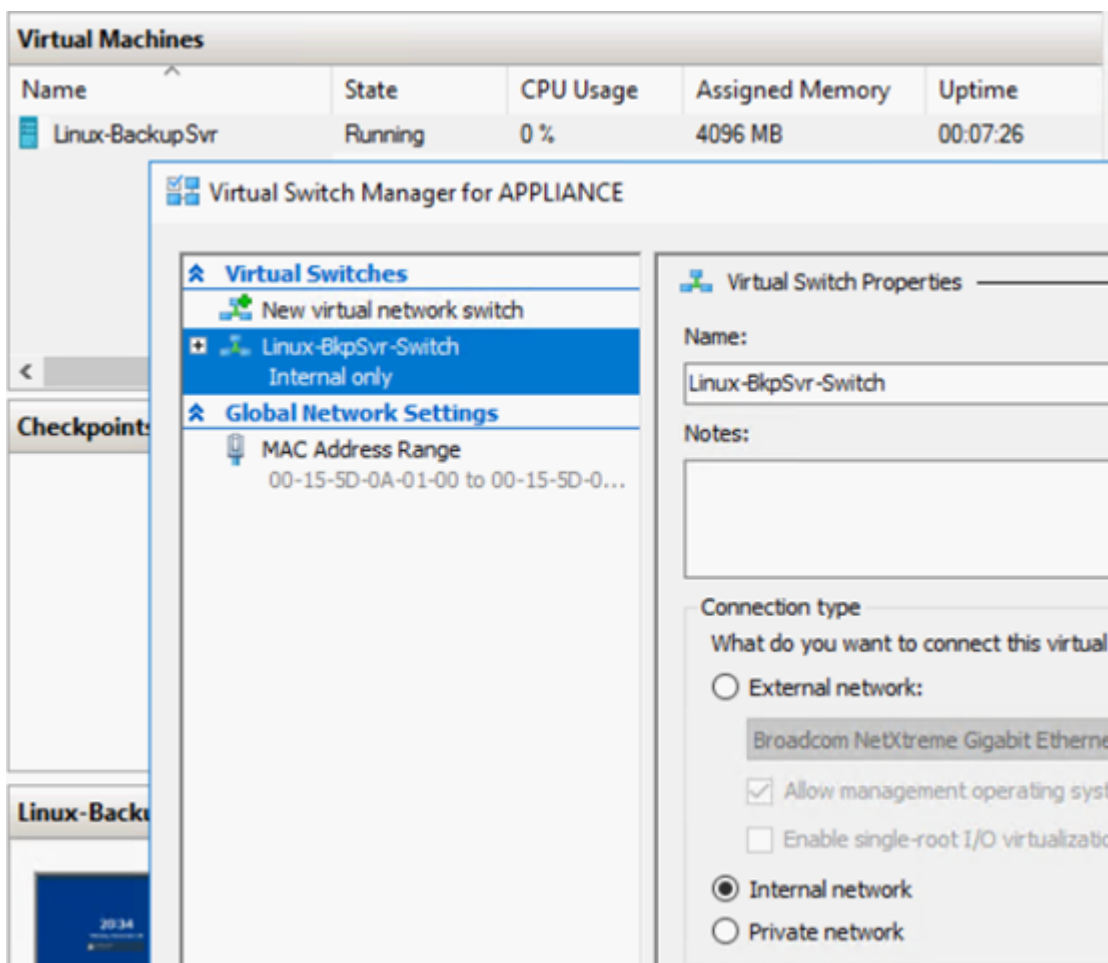 Virtual Machines
Name State CPU Usage Assigned Memory Uptime
Linux-BackupSvr Running 0 % 4096 MB 00:07:26
Virtual Switch Manager for APPLIANCE
Virtual Switches
New virtual network switch
Linux-BkpSvr-Switch
Internal only
Global Network Settings
MAC Address Range
00-15-5D-0A-01-00 to 00-15-5D-0...
Virtual Switch Properties
Name:
Linux-BkpSvr-Switch
Notes:
Connection type
What do you want to connect this virtual
External network:
Broadcom NetXtreme Gigabit Etherne
Allow management operating syst
Enable single-root I/O virtualizatio
Internal network
Private network
Checkpoints
Linux-Backu
20:34